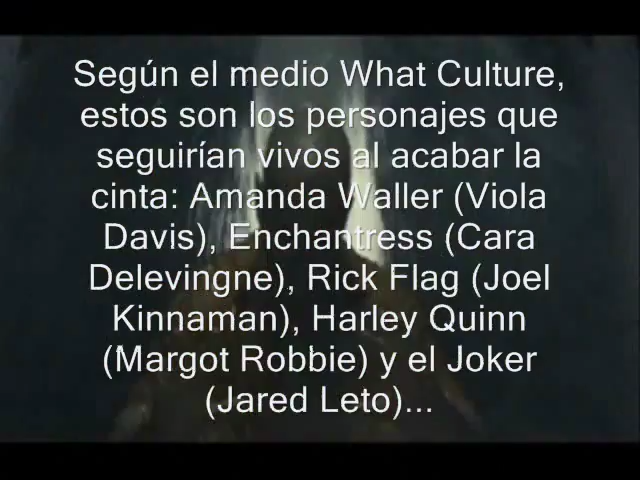 Según el medio What Culture,
estos son los personajes que
seguirían vivos al acabar la
cinta: Amanda Waller (Viola
Davis), Enchantress (Cara
Delevingne), Rick Flag (Joel
Kinnaman), Harley Quinn
(Margot Robbie) y el Joker
(Jared Leto)...